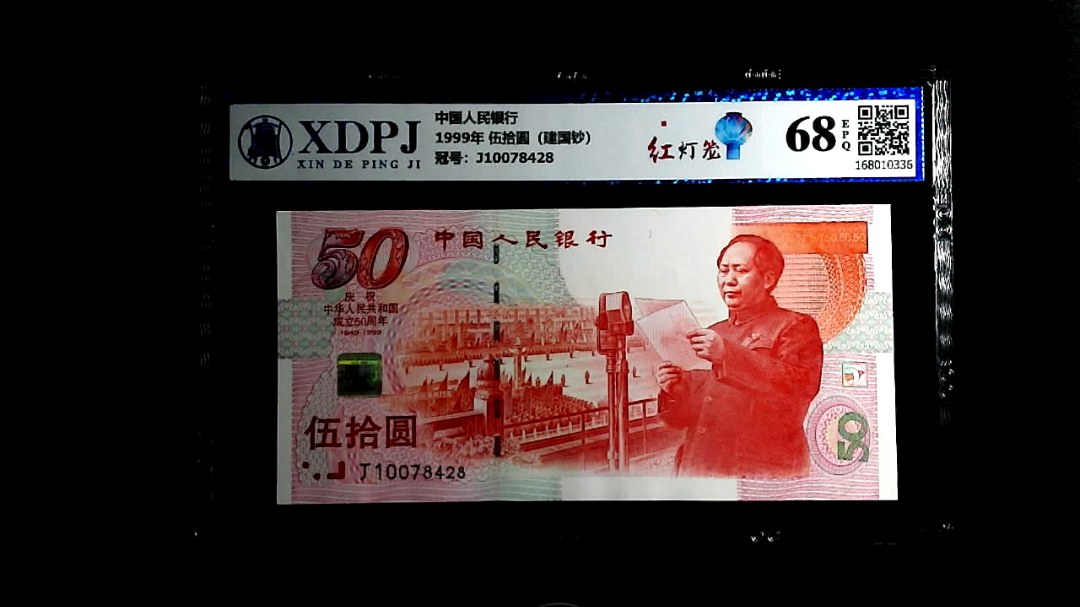 XDPJ
XIN DE PING JI
中国人民银行
1999年 伍拾圆（建国钞）
冠号：J10078428
红灯笼
68
EPQ
168010336
50
中国人民银行
庆祝
中华人民共和国
成立50周年
1949-1999
伍拾圆
J10078428
50